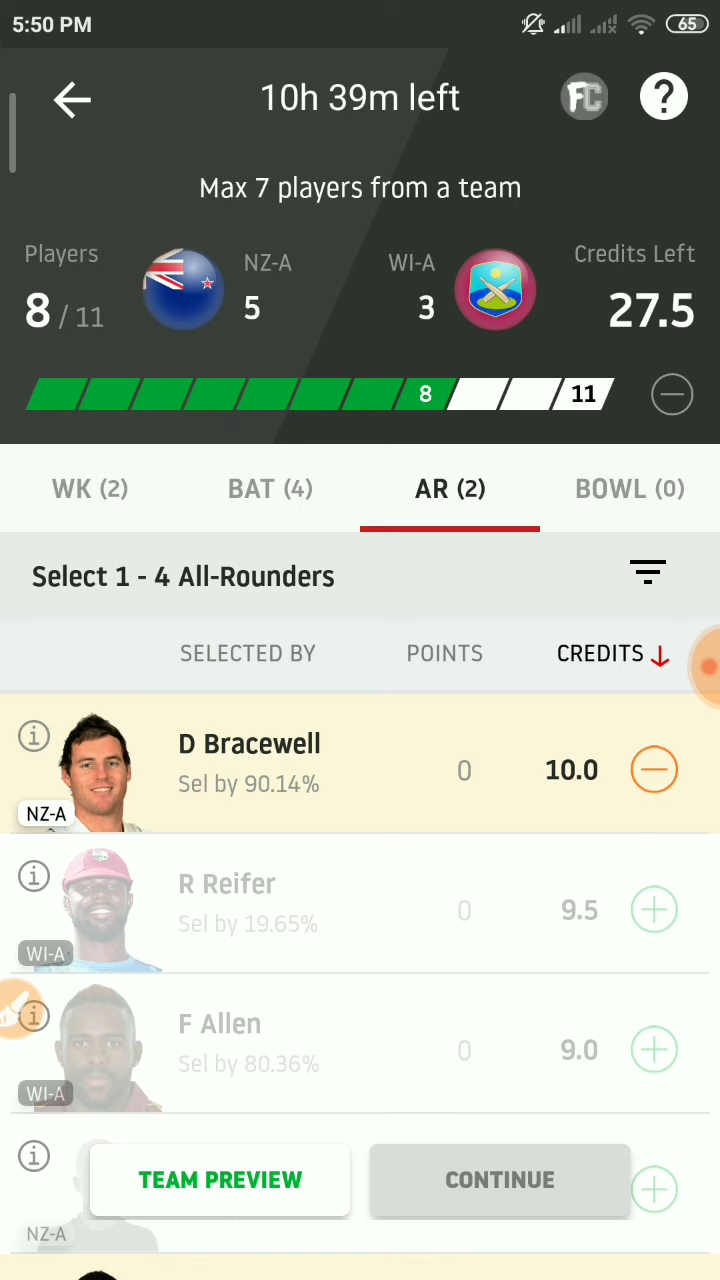 5:50 PM
65
10h 39m left
FC
?
Max 7 players from a team
Players
NZ-A
WI-A
Credits Left
8 / 11
5
3
27.5
8
11
WK (2)
BAT (4)
AR (2)
BOWL (0)
Select 1 - 4 All-Rounders
SELECTED BY
POINTS
CREDITS
D Bracewell
Sel by 90.14%
0
10.0
NZ-A
R Reifer
Sel by 19.65%
0
9.5
WI-A
F Allen
Sel by 80.36%
0
9.0
WI-A
TEAM PREVIEW
CONTINUE
NZ-A